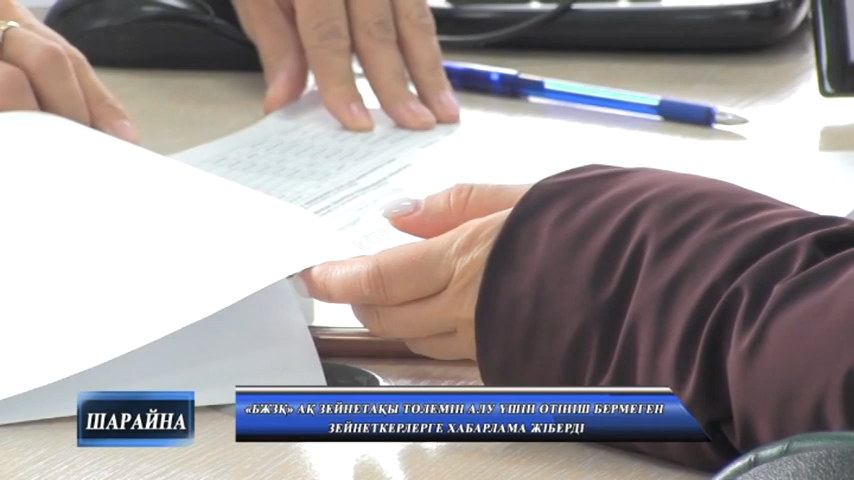 ШАРАЙНА
«БЖЗҚ» АҚ ЗЕЙНЕТАҚЫ ТӨЛЕМІН АЛУ ҮШІН ӨТІНІШ БЕРМЕГЕН
ЗЕЙНЕТКЕРЛЕРГЕ ХАБАРЛАМА ЖІБЕРДІ